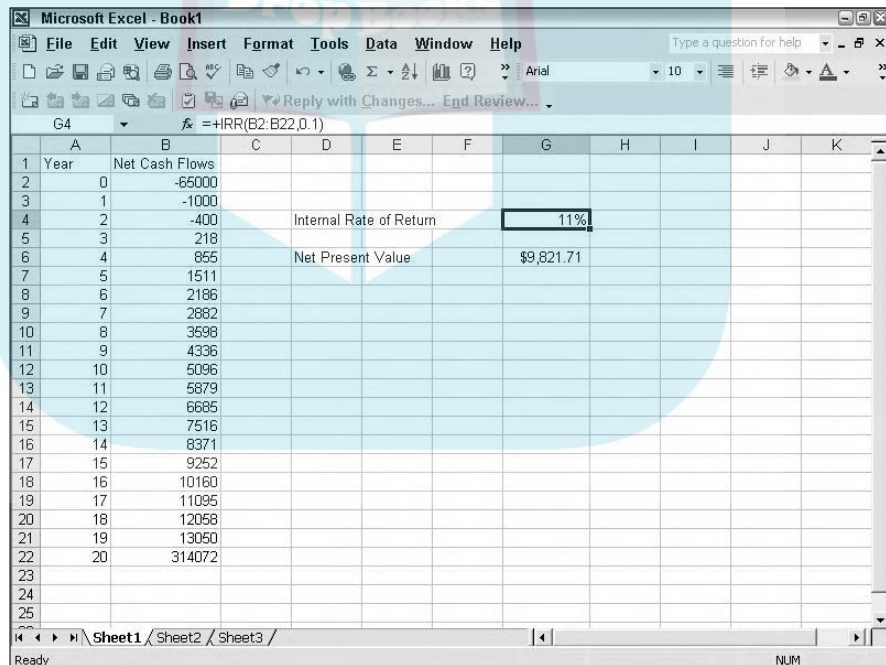 Microsoft Excel - Book1
File Edit View Insert Format Tools Data Window Help Type a question for help
Arial 10
Reply with Changes... End Review...
G4 fx =+IRR(B2:B22,0.1)
A B C D E F G H I J K
1 Year Net Cash Flows
2 0 -65000
3 1 -1000
4 2 -400 Internal Rate of Return 11%
5 3 218
6 4 855 Net Present Value $9,821.71
7 5 1511
8 6 2186
9 7 2882
10 8 3598
11 9 4336
12 10 5096
13 11 5879
14 12 6685
15 13 7516
16 14 8371
17 15 9252
18 16 10160
19 17 11095
20 18 12058
21 19 13050
22 20 314072
23
24
25
Sheet1 / Sheet2 / Sheet3 /
Ready NUM